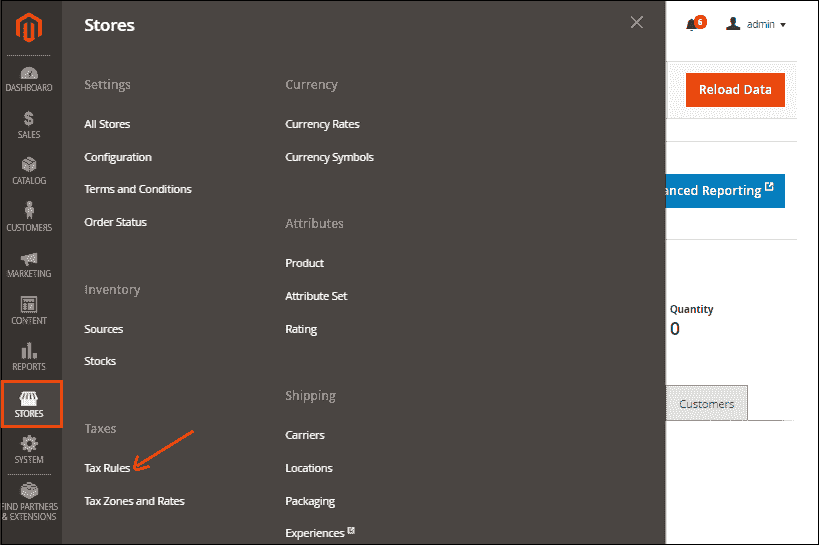 DASHBOARD
SALES
CATALOG
CUSTOMERS
MARKETING
CONTENT
REPORTS
STORES
SYSTEM
FIND PARTNERS
& EXTENSIONS
Stores
Settings
All Stores
Configuration
Terms and Conditions
Order Status
Inventory
Sources
Stocks
Taxes
Tax Rules
Tax Zones and Rates
Currency
Currency Rates
Currency Symbols
Attributes
Product
Attribute Set
Rating
Shipping
Carriers
Locations
Packaging
Experiences
6
admin
Reload Data
anced Reporting
Quantity
0
Customers